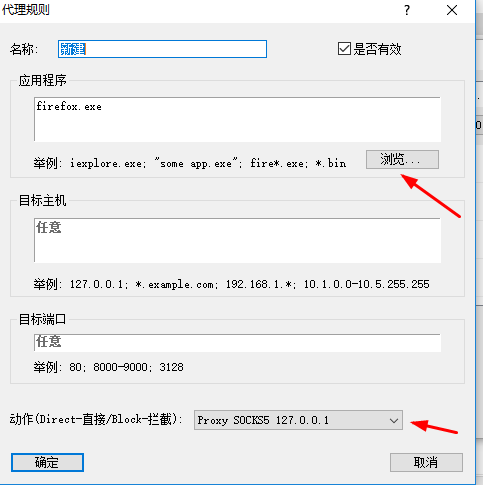 代理规则
名称:
新建
是否有效
应用程序
firefox.exe
举例: iexplore.exe; "some app.exe"; fire*.exe; *.bin
浏览...
目标主机
任意
举例: 127.0.0.1; *.example.com; 192.168.1.*; 10.1.0.0-10.5.255.255
目标端口
任意
举例: 80; 8000-9000; 3128
动作(Direct-直接/Block-拦截):
Proxy SOCKS5 127.0.0.1
确定
取消